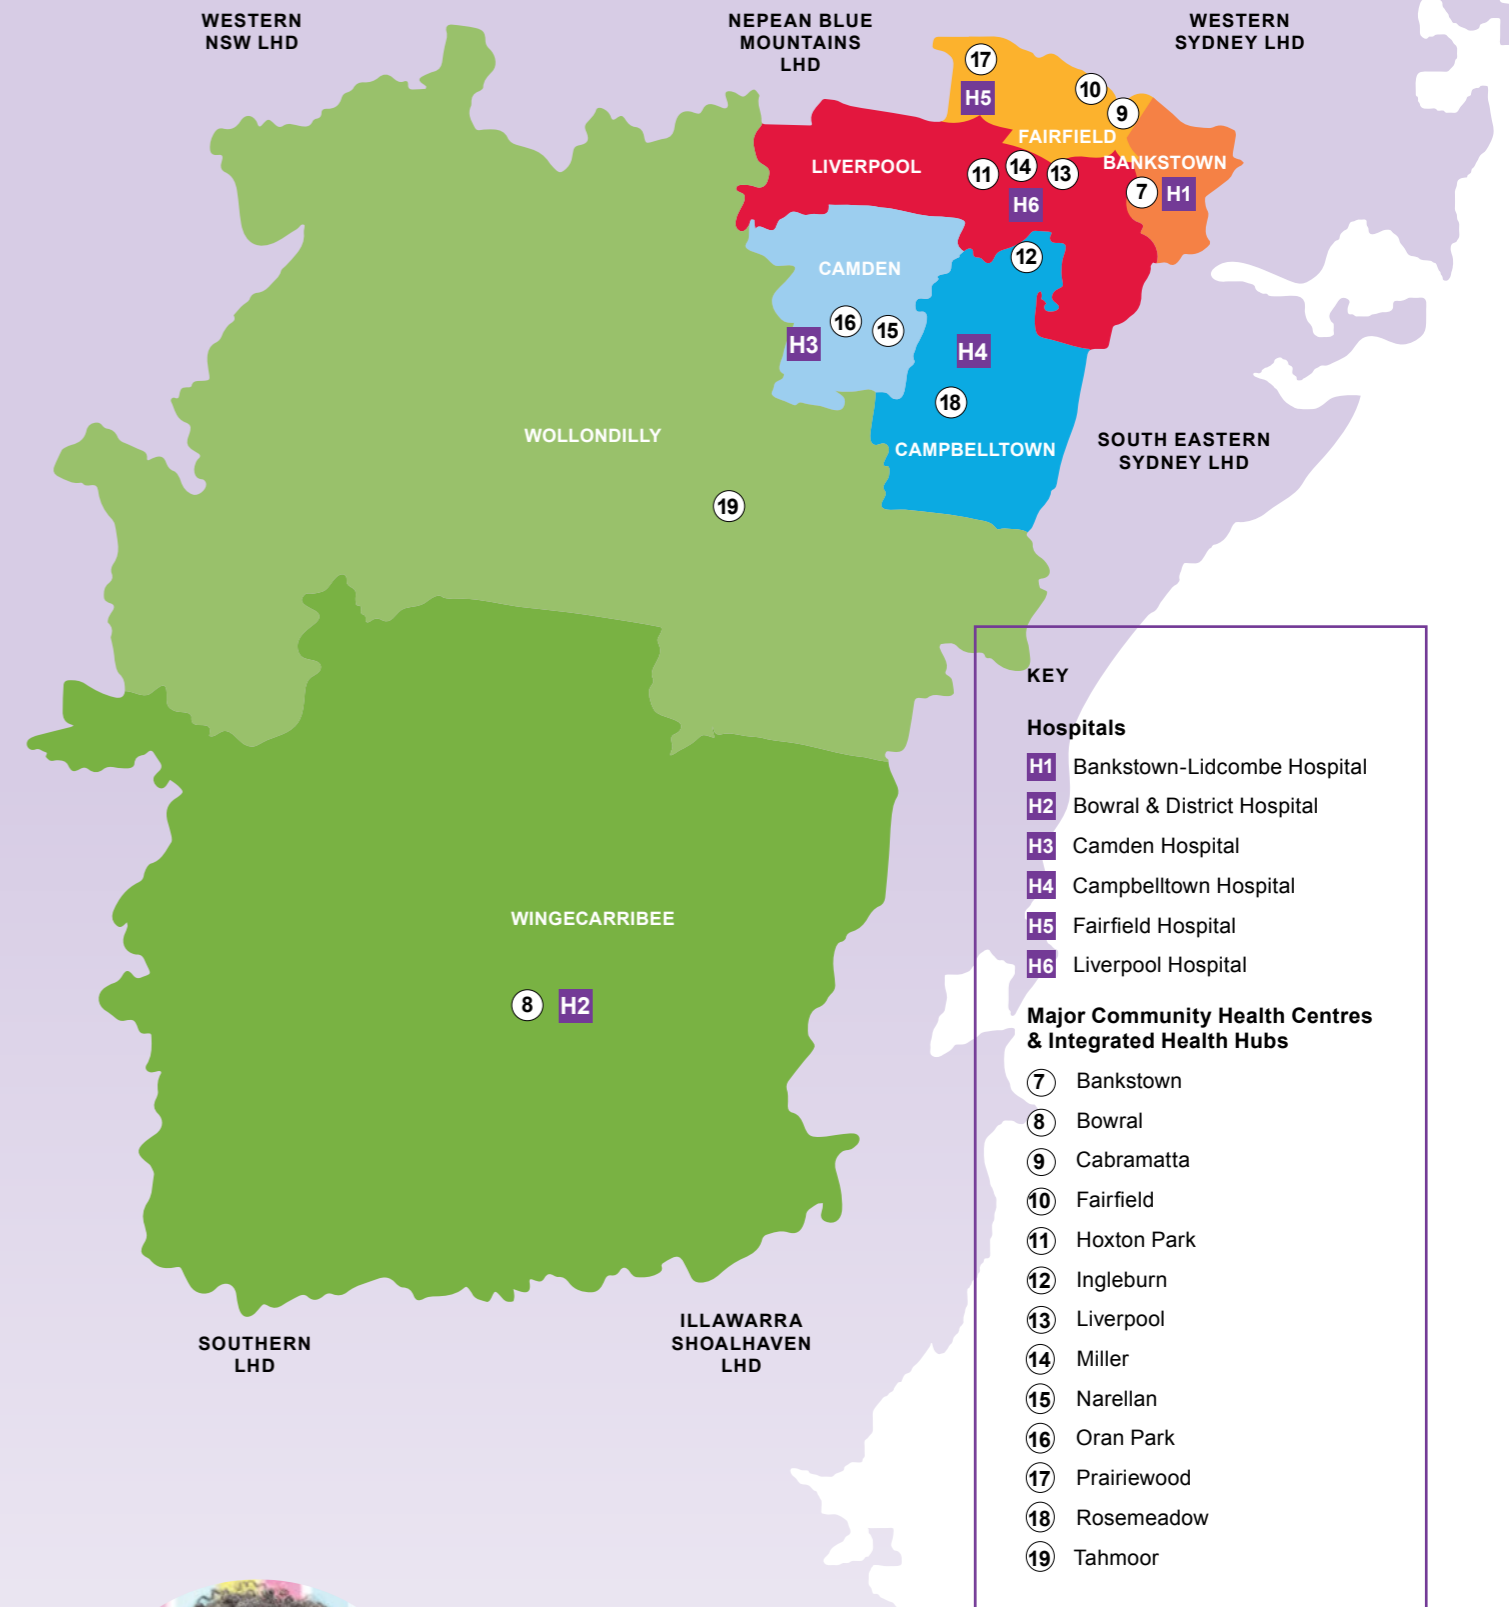 WESTERN
NSW LHD
NEPEAN BLUE
MOUNTAINS
LHD
WESTERN
SYDNEY LHD
17
H5
10
9
FAIRFIELD
LIVERPOOL
11
14
13
H6
BANKSTOWN
7
H1
12
CAMDEN
16
15
H3
H4
18
CAMPBELLTOWN
WOLLONDILLY
19
SOUTH EASTERN
SYDNEY LHD
WINGECARRIBEE
8
H2
SOUTHERN
LHD
ILLAWARRA
SHOALHAVEN
LHD
KEY
Hospitals
H1 Bankstown-Lidcombe Hospital
H2 Bowral & District Hospital
H3 Camden Hospital
H4 Campbelltown Hospital
H5 Fairfield Hospital
H6 Liverpool Hospital
Major Community Health Centres
& Integrated Health Hubs
7 Bankstown
8 Bowral
9 Cabramatta
10 Fairfield
11 Hoxton Park
12 Ingleburn
13 Liverpool
14 Miller
15 Narellan
16 Oran Park
17 Prairiewood
18 Rosemeadow
19 Tahmoor